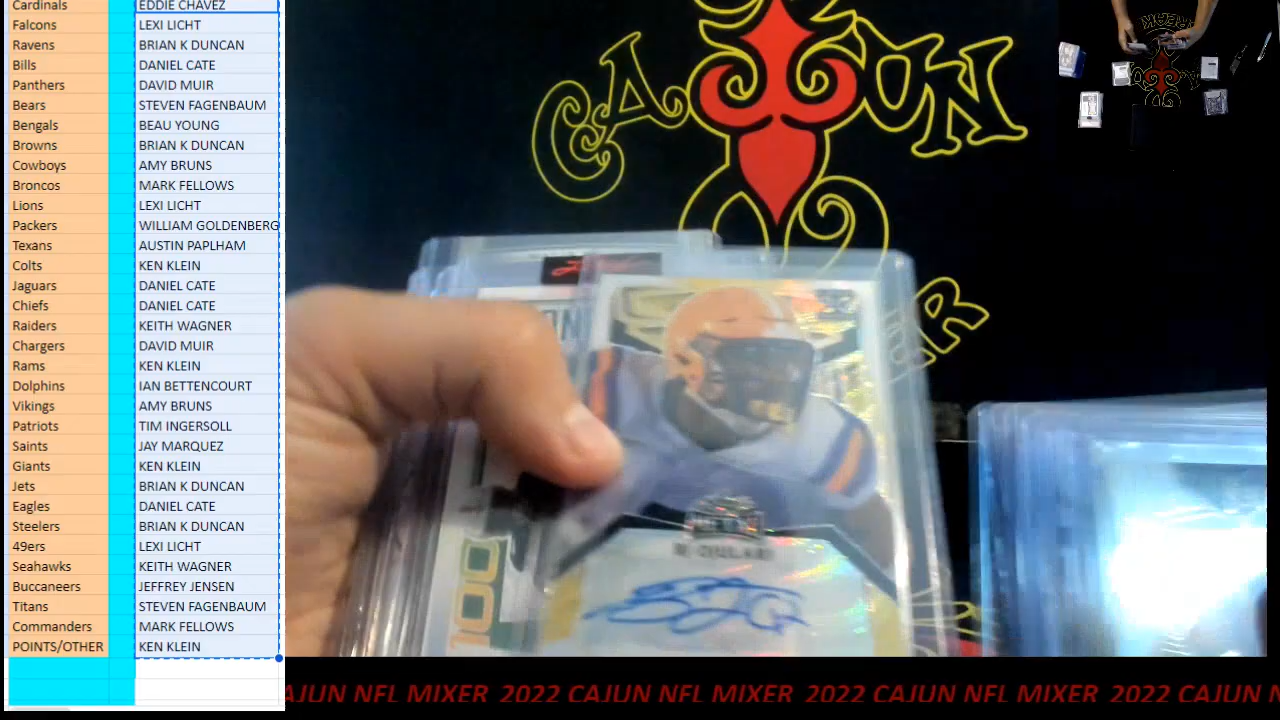 Cardinals EDDIE CHAVEZ
Falcons LEXI LICHT
Ravens BRIAN K DUNCAN
Bills DANIEL CATE
Panthers DAVID MUIR
Bears STEVEN FAGENBAUM
Bengals BEAU YOUNG
Browns BRIAN K DUNCAN
Cowboys AMY BRUNS
Broncos MARK FELLOWS
Lions LEXI LICHT
Packers WILLIAM GOLDENBERG
Texans AUSTIN PAPLHAM
Colts KEN KLEIN
Jaguars DANIEL CATE
Chiefs DANIEL CATE
Raiders KEITH WAGNER
Chargers DAVID MUIR
Rams KEN KLEIN
Dolphins IAN BETTENCOURT
Vikings AMY BRUNS
Patriots TIM INGERSOLL
Saints JAY MARQUEZ
Giants KEN KLEIN
Jets BRIAN K DUNCAN
Eagles DANIEL CATE
Steelers BRIAN K DUNCAN
49ers LEXI LICHT
Seahawks KEITH WAGNER
Buccaneers JEFFREY JENSEN
Titans STEVEN FAGENBAUM
Commanders MARK FELLOWS
POINTS/OTHER KEN KLEIN
CAJUN
R
100
AJUN NFL MIXER 2022 CAJUN NFL MIXER 2022 CAJUN NFL MIXER 2022 CAJUN N